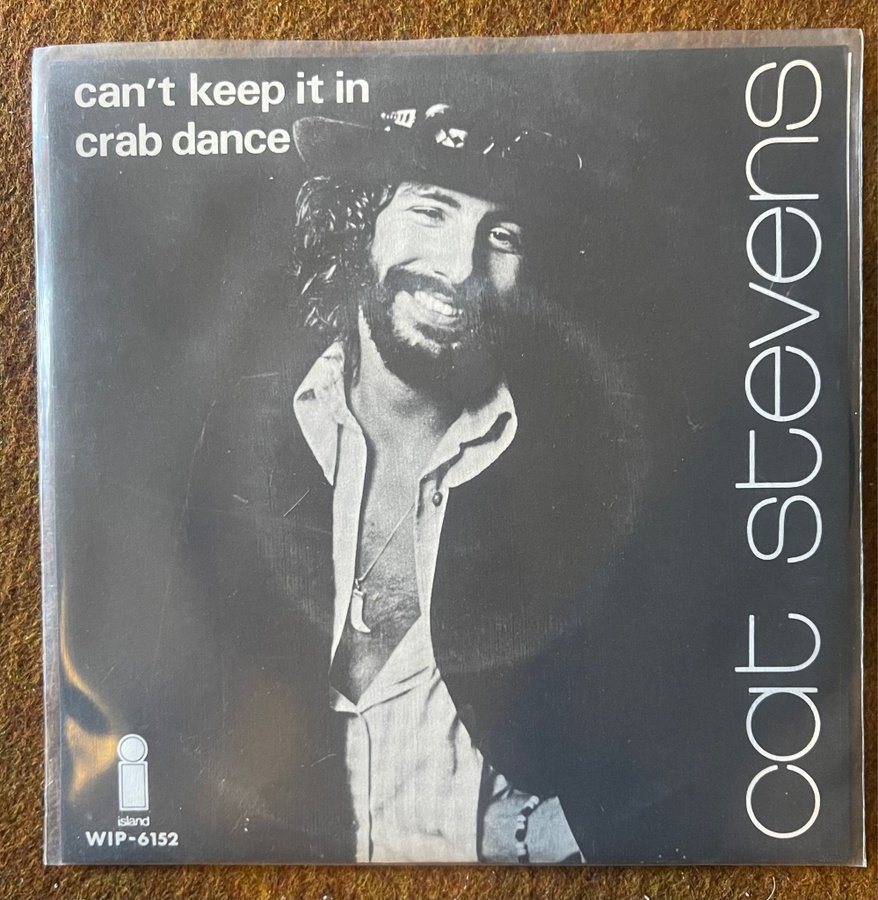 can't keep it in
crab dance
cat stevens
island
WIP-6152